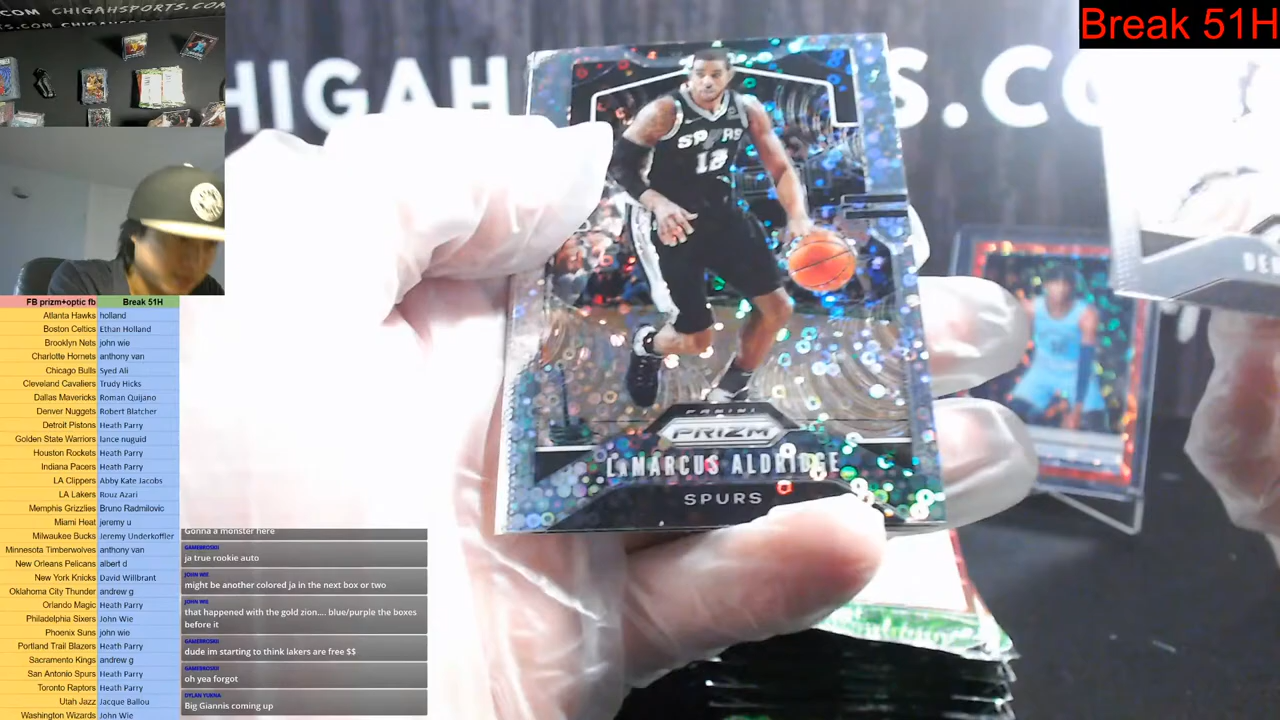 CHIGAHSPORTS.COM
Break 51H
HIGAH
S.C
SPURS
12
PANINI
PRIZM
LAMARCUS ALDRIDGE
SPURS
FB prizm+optic fb Break 51H
Atlanta Hawks holland
Boston Celtics Ethan Holland
Brooklyn Nets john wie
Charlotte Hornets anthony van
Chicago Bulls Syed Ali
Cleveland Cavaliers Trudy Hicks
Dallas Mavericks Roman Quijano
Denver Nuggets Robert Blatcher
Detroit Pistons Heath Parry
Golden State Warriors lance nuguid
Houston Rockets Heath Parry
Indiana Pacers Heath Parry
LA Clippers Abby Kate Jacobs
LA Lakers Rouz Azari
Memphis Grizzlies Bruno Radmilovic
Miami Heat jeremy u
Milwaukee Bucks Jeremy Underkoffler
Minnesota Timberwolves anthony van
New Orleans Pelicans albert d
New York Knicks David Willbrant
Oklahoma City Thunder andrew g
Orlando Magic Heath Parry
Philadelphia Sixers John Wie
Phoenix Suns john wie
Portland Trail Blazers Heath Parry
Sacramento Kings andrew g
San Antonio Spurs Heath Parry
Toronto Raptors Heath Parry
Utah Jazz Jacque Ballou
Washington Wizards John Wie
Gonna a monster here
ja true rookie auto
JOHN WIE
might be another colored ja in the next box or two
JOHN WIE
that happened with the gold zion.... blue/purple the boxes
before it
dude im starting to think lakers are free $$
oh yea forgot
Big Giannis coming up